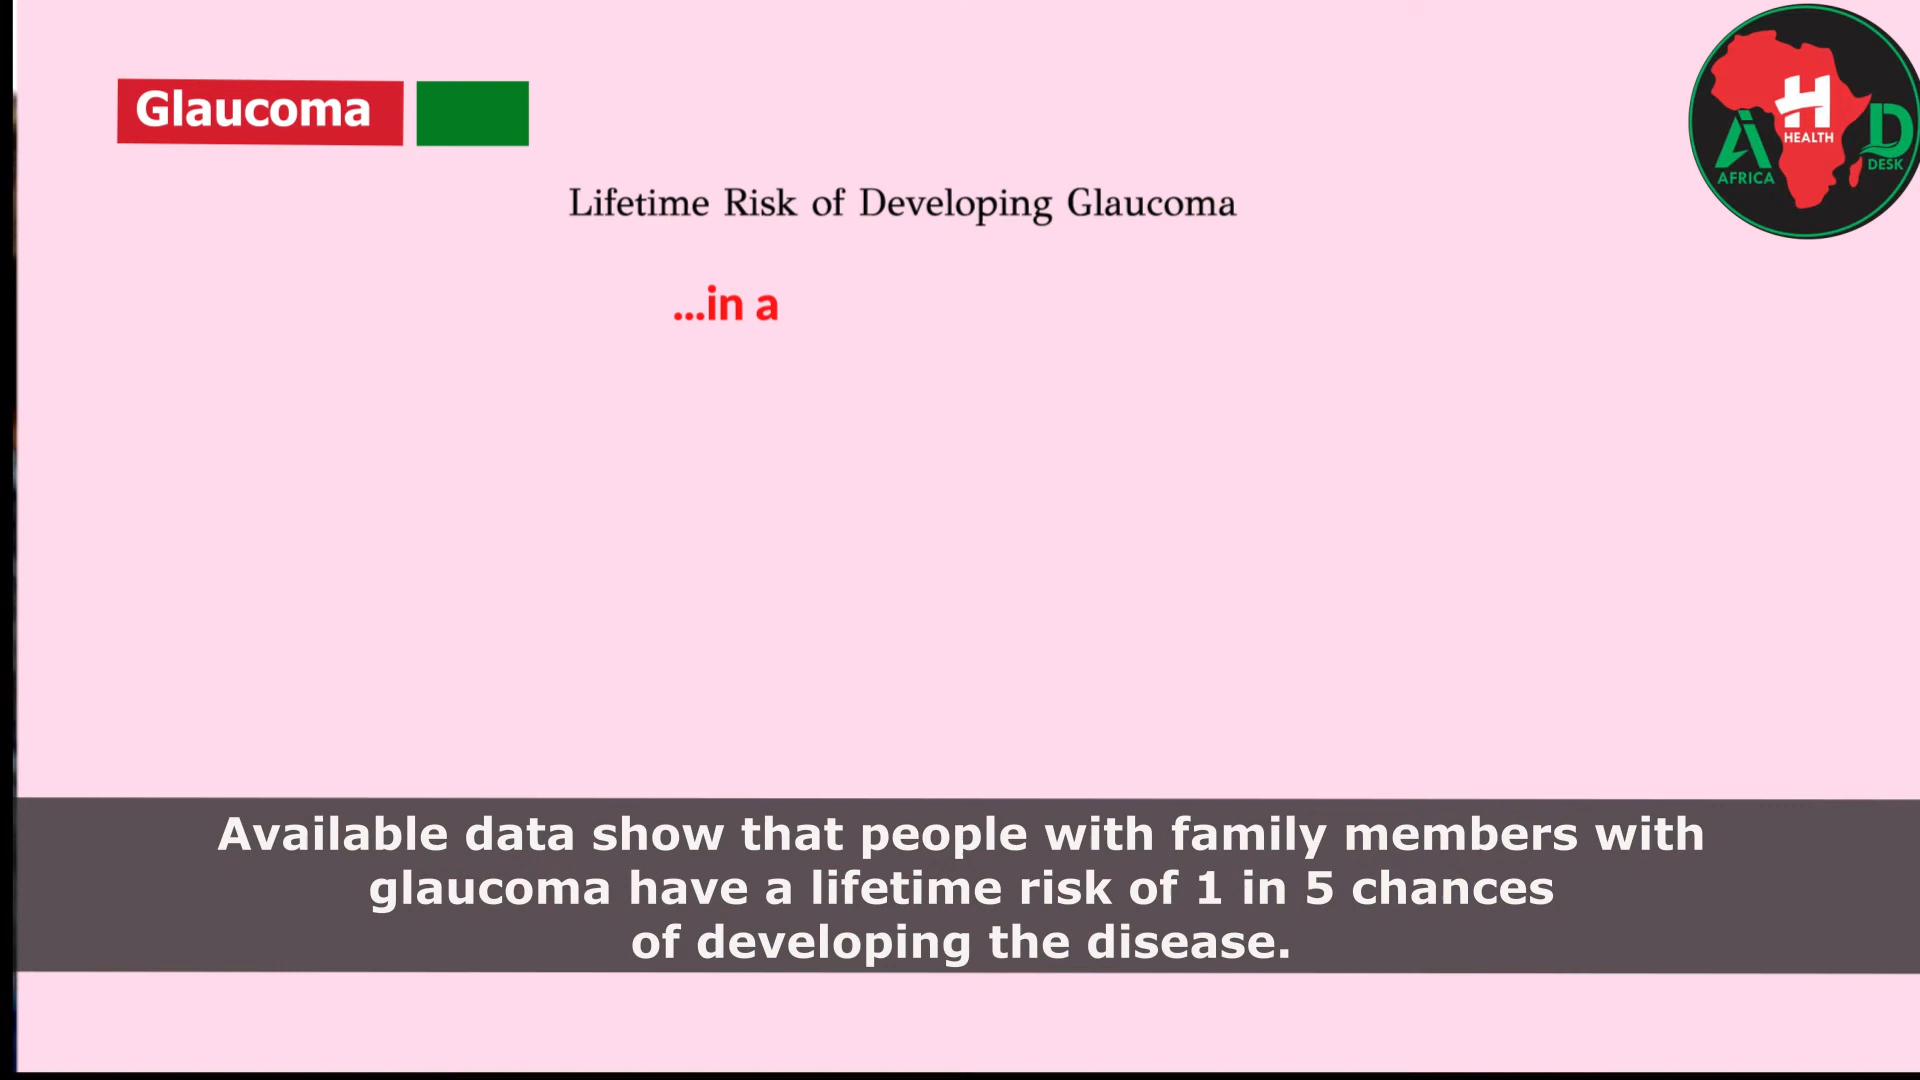 Glaucoma
Lifetime Risk of Developing Glaucoma
...in a
Available data show that people with family members with
glaucoma have a lifetime risk of 1 in 5 chances
of developing the disease.
A H D
HEALTH
AFRICA
DESK